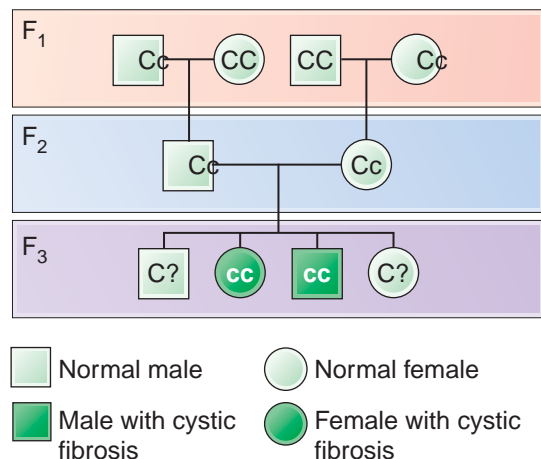 F1
Cc CC CC Cc
F2
Cc Cc
F3
C? cc cc C?
Normal male Normal female
Male with cystic fibrosis
Female with cystic fibrosis